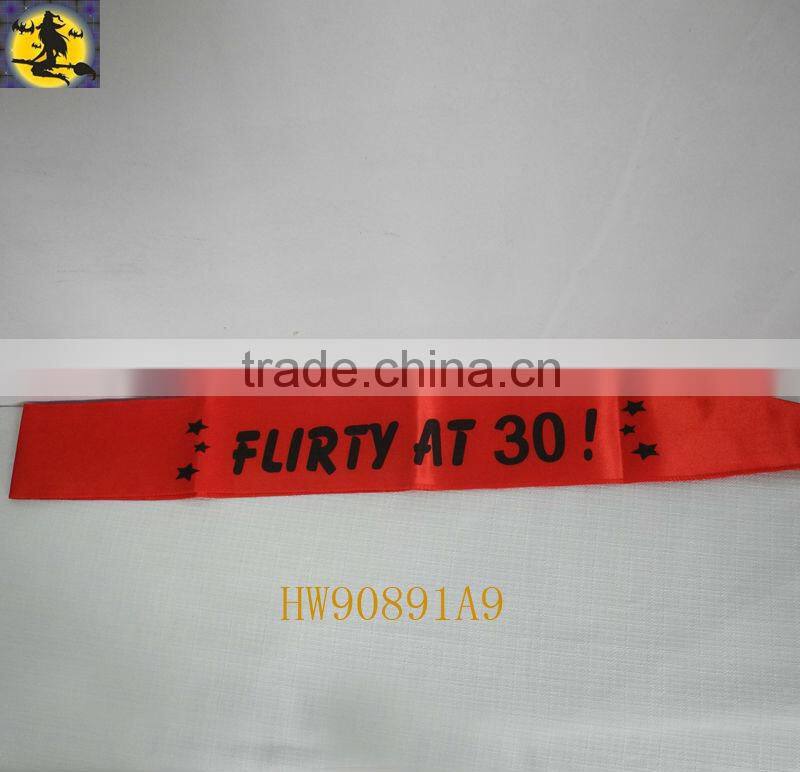 trade.china.cn
FLIRTY AT 30 !
HW90891A9